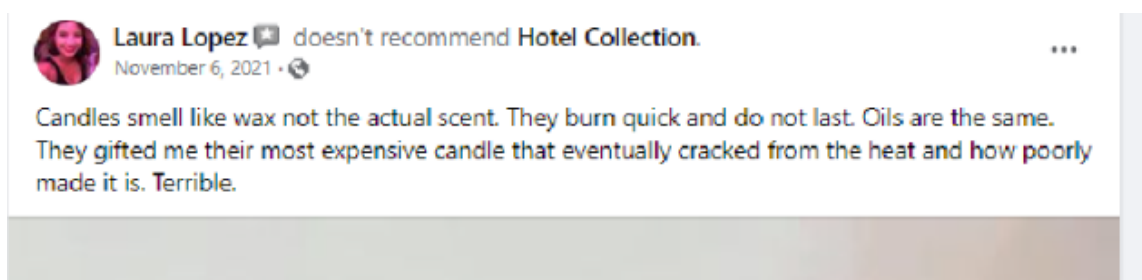 Laura Lopez doesn't recommend Hotel Collection.
November 6, 2021 ·
Candles smell like wax not the actual scent. They burn quick and do not last. Oils are the same.
They gifted me their most expensive candle that eventually cracked from the heat and how poorly
made it is. Terrible.